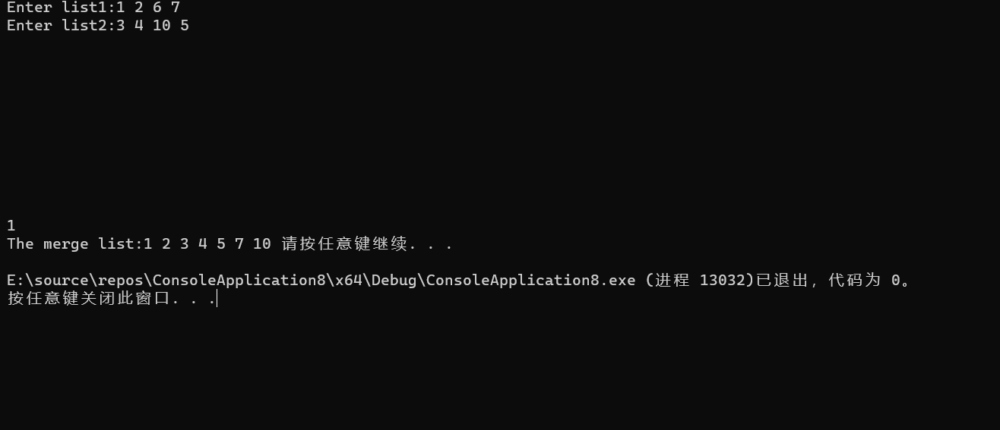 Enter list1:1 2 6 7
Enter list2:3 4 10 5
1
The merge list:1 2 3 4 5 7 10 请按任意键继续. . .
E:\source\repos\ConsoleApplication8\x64\Debug\ConsoleApplication8.exe (进程 13032)已退出，代码为 0。
按任意键关闭此窗口. . .